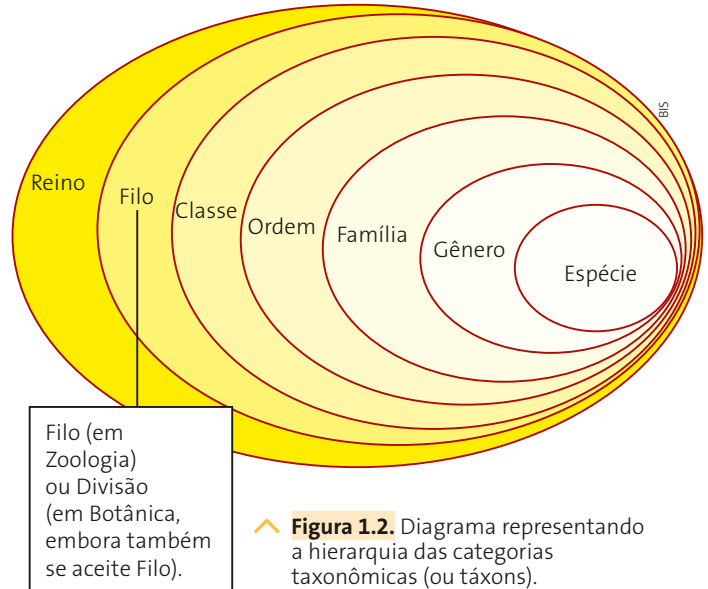 Reino
Filo
Classe
Ordem
Família
Gênero
Espécie
BIS
Filo (em
Zoologia)
ou Divisão
(em Botânica,
embora também
se aceite Filo).
Figura 1.2. Diagrama representando
a hierarquia das categorias
taxonômicas (ou táxons).